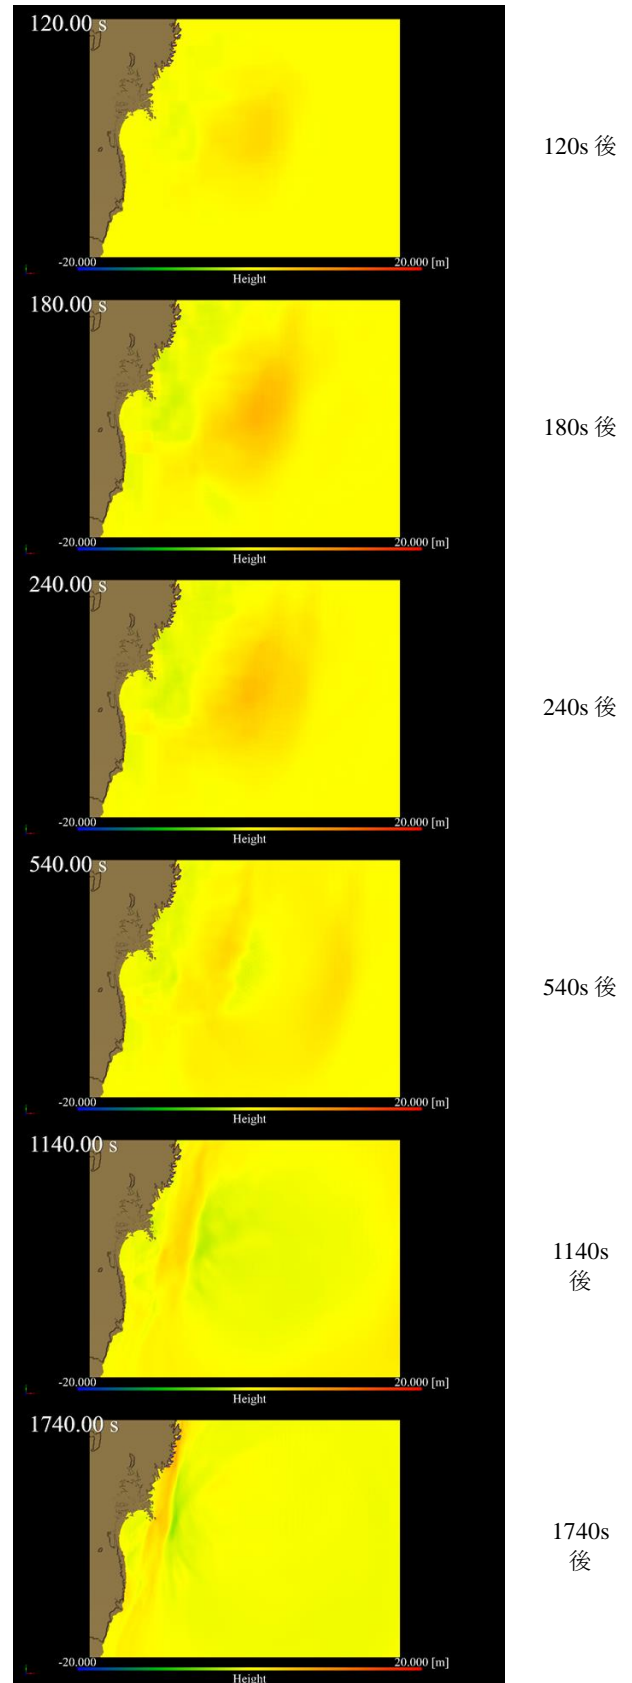 120.00 s
120s 後
-20.000 20.000 [m]
Height
180.00 s
180s 後
-20.000 20.000 [m]
Height
240.00 s
240s 後
-20.000 20.000 [m]
Height
540.00 s
540s 後
-20.000 20.000 [m]
Height
1140.00 s
1140s
後
-20.000 20.000 [m]
Height
1740.00 s
1740s
後
-20.000 20.000 [m]
Height